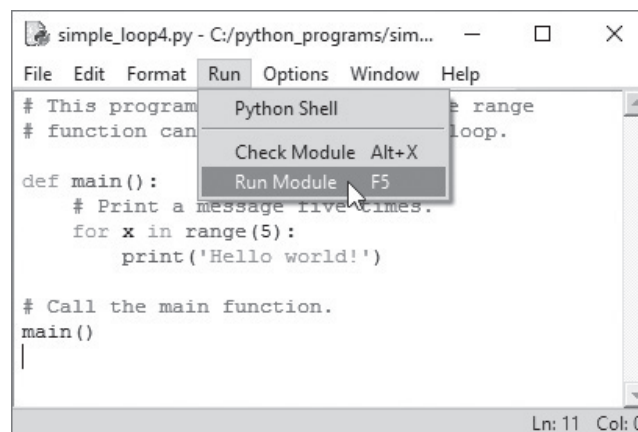 simple_loop4.py - C:/python_programs/sim...
File Edit Format Run Options Window Help
# This program e range
# function can loop.
Python Shell
Check Module Alt+X
Run Module F5
def main():
# Print a message five times.
for x in range(5):
print('Hello world!')
# Call the main function.
main()
Ln: 11 Col: 0